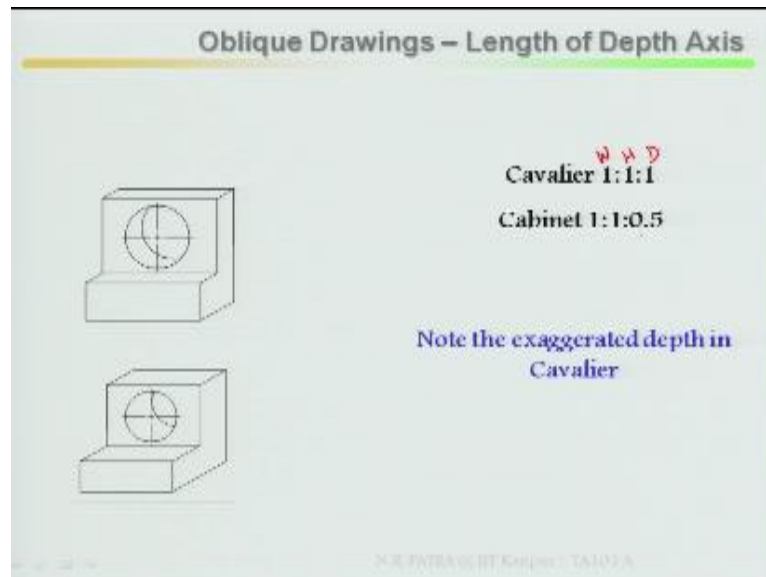 Oblique Drawings – Length of Depth Axis
W H D
Cavalier 1:1:1
Cabinet 1:1:0.5
Note the exaggerated depth in
Cavalier